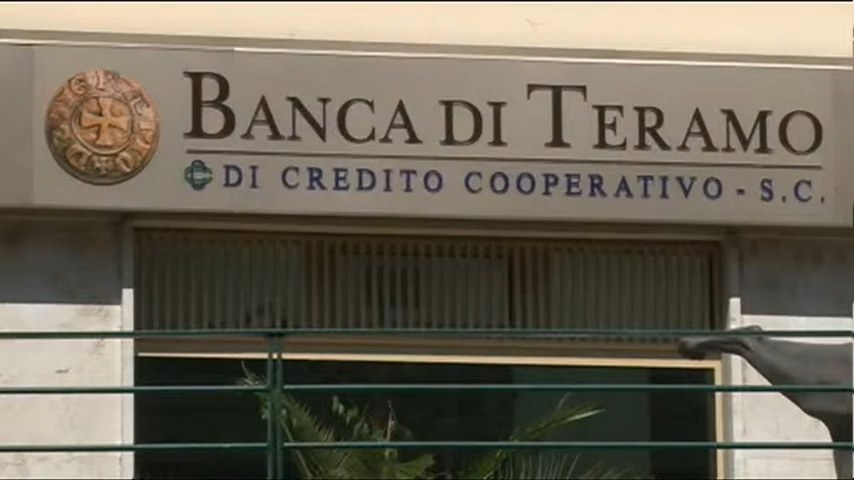 BANCA DI TERAMO
DI CREDITO COOPERATIVO - S.C.